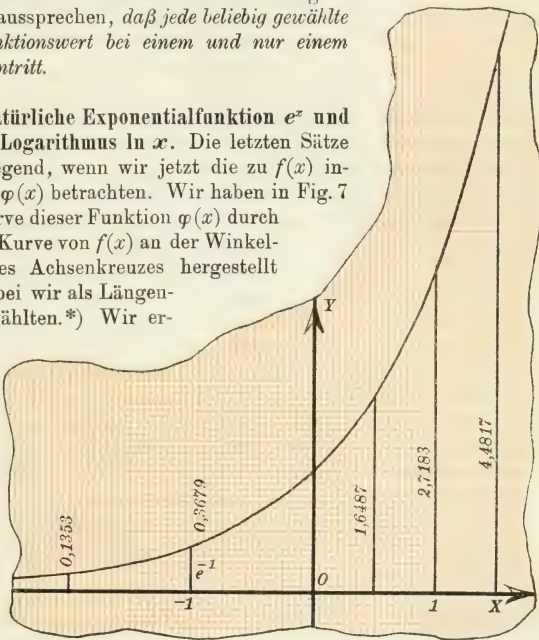 aussprechen, daß jede beliebig gewählte
nktionswert bei einem und nur einem
ntritt.
türliche Exponentialfunktion eˣ und
Logarithmus ln x. Die letzten Sätze
egend, wenn wir jetzt die zu f(x) in-
φ(x) betrachten. Wir haben in Fig. 7
rve dieser Funktion φ(x) durch
Kurve von f(x) an der Winkel-
es Achsenkreuzes hergestellt
bei wir als Längen-
ählten.*) Wir er-
Y
0,1353
0,3679
1,6487
2,7183
4,4817
e⁻¹
O
−1
1
X